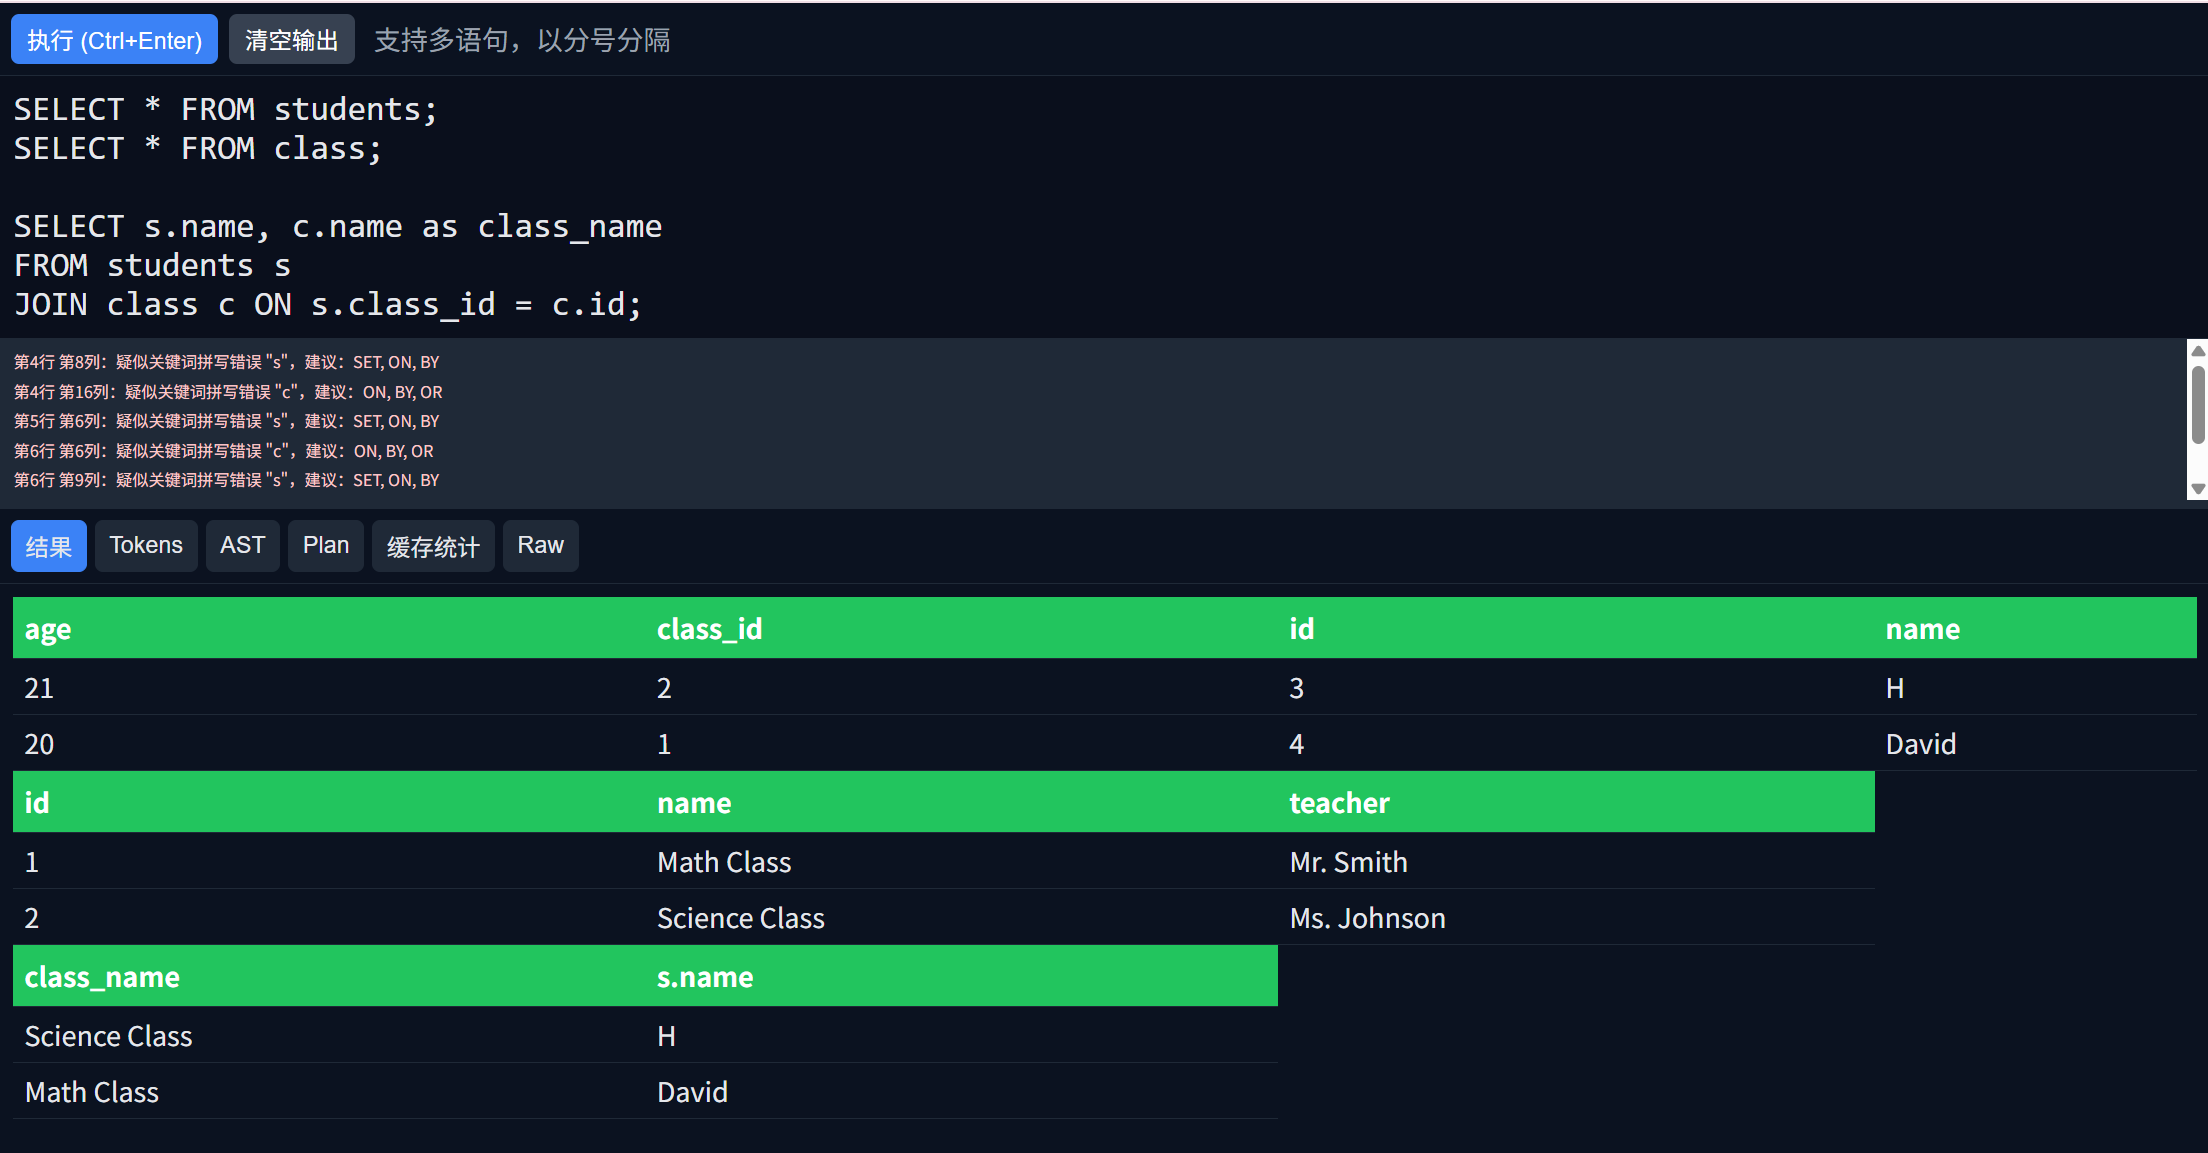 执行 (Ctrl+Enter) 清空输出 支持多语句，以分号分隔
SELECT * FROM students;
SELECT * FROM class;
SELECT s.name, c.name as class_name
FROM students s
JOIN class c ON s.class_id = c.id;
第4行 第8列：疑似关键词拼写错误 "s"，建议：SET, ON, BY
第4行 第16列：疑似关键词拼写错误 "c"，建议：ON, BY, OR
第5行 第6列：疑似关键词拼写错误 "s"，建议：SET, ON, BY
第6行 第6列：疑似关键词拼写错误 "c"，建议：ON, BY, OR
第6行 第9列：疑似关键词拼写错误 "s"，建议：SET, ON, BY
结果 Tokens AST Plan 缓存统计 Raw
age class_id id name
21 2 3 H
20 1 4 David
id name teacher
1 Math Class Mr. Smith
2 Science Class Ms. Johnson
class_name s.name
Science Class H
Math Class David